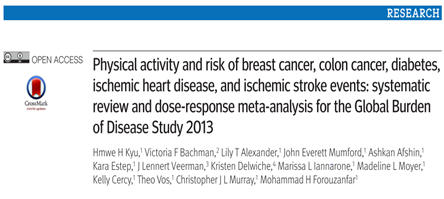 RESEARCH
OPEN ACCESS
CrossMark
Physical activity and risk of breast cancer, colon cancer, diabetes,
ischemic heart disease, and ischemic stroke events: systematic
review and dose-response meta-analysis for the Global Burden
of Disease Study 2013
Hmwe H Kyu,1 Victoria F Bachman,2 Lily T Alexander,1 John Everett Mumford,1 Ashkan Afshin,1
Kara Estep,1 J Lennert Veerman,3 Kristen Delwiche,4 Marissa L Iannarone,1 Madeline L Moyer,1
Kelly Cercy,1 Theo Vos,1 Christopher J L Murray,1 Mohammad H Forouzanfar1